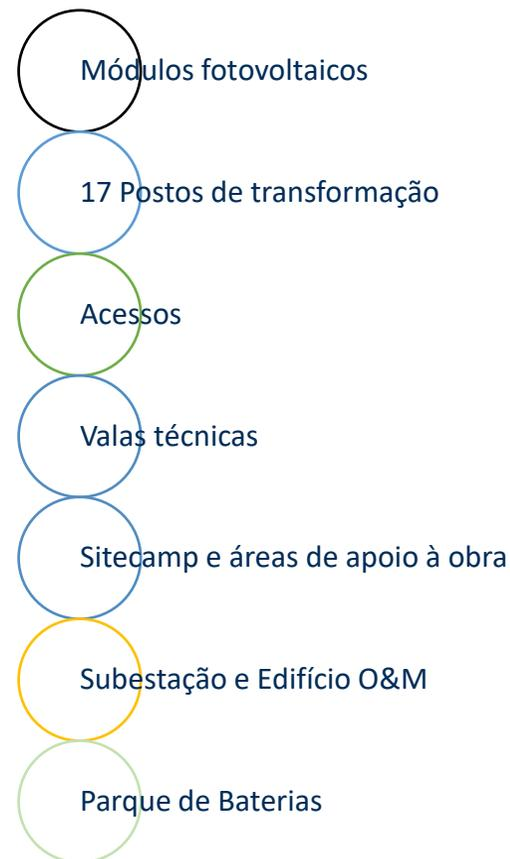 Módulos fotovoltaicos
17 Postos de transformação
Acessos
Valas técnicas
Sitecamp e áreas de apoio à obra
Subestação e Edifício O&M
Parque de Baterias